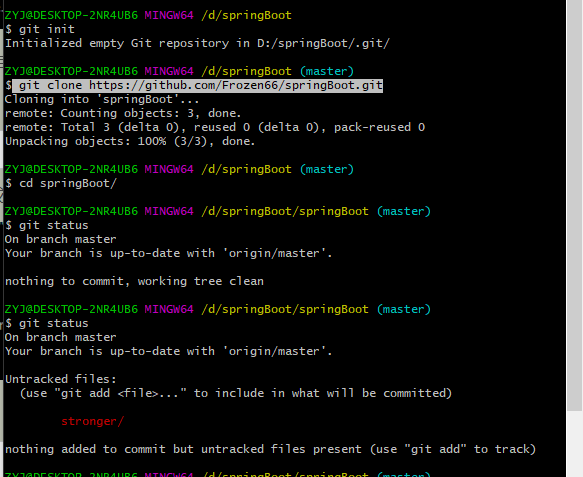 ZYJ@DESKTOP-2NR4UB6 MINGW64 /d/springBoot
$ git init
Initialized empty Git repository in D:/springBoot/.git/
ZYJ@DESKTOP-2NR4UB6 MINGW64 /d/springBoot (master)
$ git clone https://github.com/Frozen66/springBoot.git
Cloning into 'springBoot'...
remote: Counting objects: 3, done.
remote: Total 3 (delta 0), reused 0 (delta 0), pack-reused 0
Unpacking objects: 100% (3/3), done.
ZYJ@DESKTOP-2NR4UB6 MINGW64 /d/springBoot (master)
$ cd springBoot/
ZYJ@DESKTOP-2NR4UB6 MINGW64 /d/springBoot/springBoot (master)
$ git status
On branch master
Your branch is up-to-date with 'origin/master'.
nothing to commit, working tree clean
ZYJ@DESKTOP-2NR4UB6 MINGW64 /d/springBoot/springBoot (master)
$ git status
On branch master
Your branch is up-to-date with 'origin/master'.
Untracked files:
(use "git add <file>..." to include in what will be committed)
stronger/
nothing added to commit but untracked files present (use "git add" to track)
ZYJ@DESKTOP-2NR4UB6 MINGW64 /d/springBoot/springBoot (master)